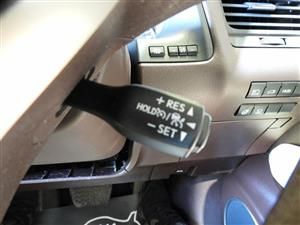 + RES ▲
HOLD / ◄
– SET ▼